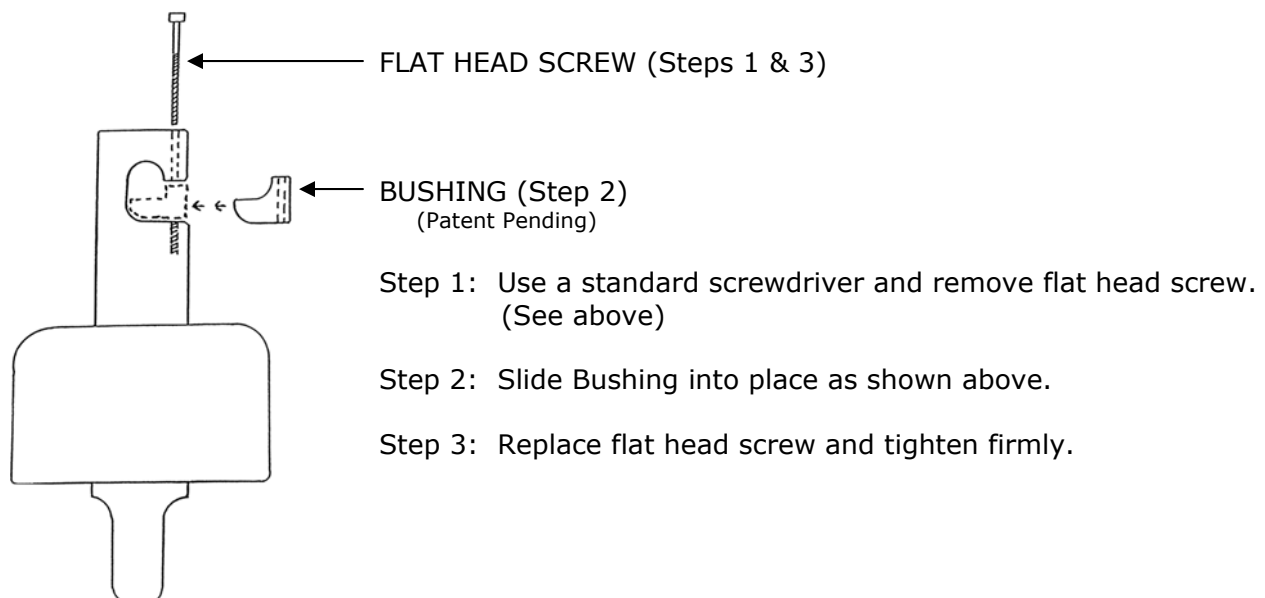 FLAT HEAD SCREW (Steps 1 & 3)
BUSHING (Step 2)
(Patent Pending)
Step 1: Use a standard screwdriver and remove flat head screw.
(See above)
Step 2: Slide Bushing into place as shown above.
Step 3: Replace flat head screw and tighten firmly.